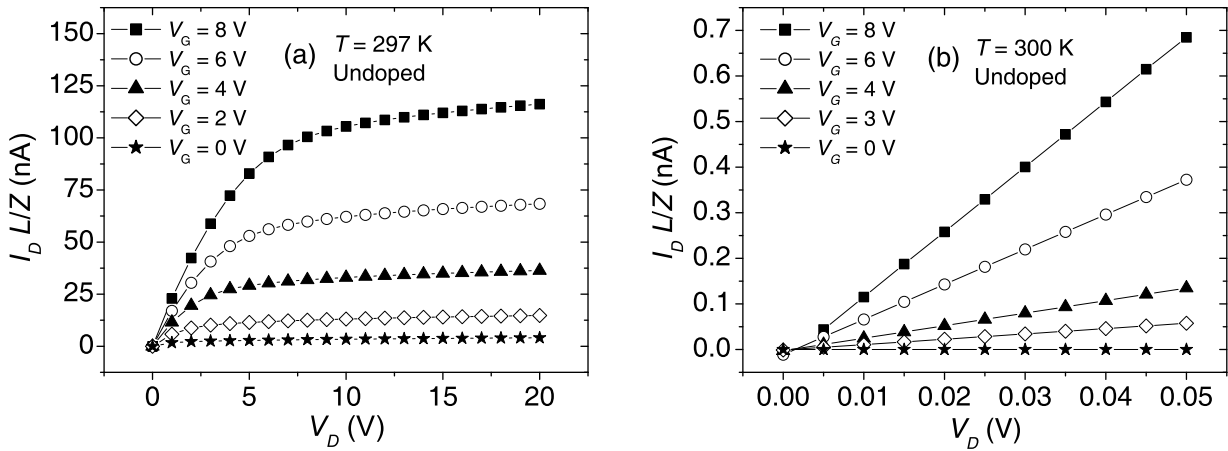 150
125
100
75
50
25
0
I_D L/Z (nA)
V_G = 8 V
V_G = 6 V
V_G = 4 V
V_G = 2 V
V_G = 0 V
(a)
T = 297 K
Undoped
0 5 10 15 20
V_D (V)
0.7
0.6
0.5
0.4
0.3
0.2
0.1
0.0
I_D L/Z (nA)
V_G = 8 V
V_G = 6 V
V_G = 4 V
V_G = 3 V
V_G = 0 V
(b)
T = 300 K
Undoped
0.00 0.01 0.02 0.03 0.04 0.05
V_D (V)